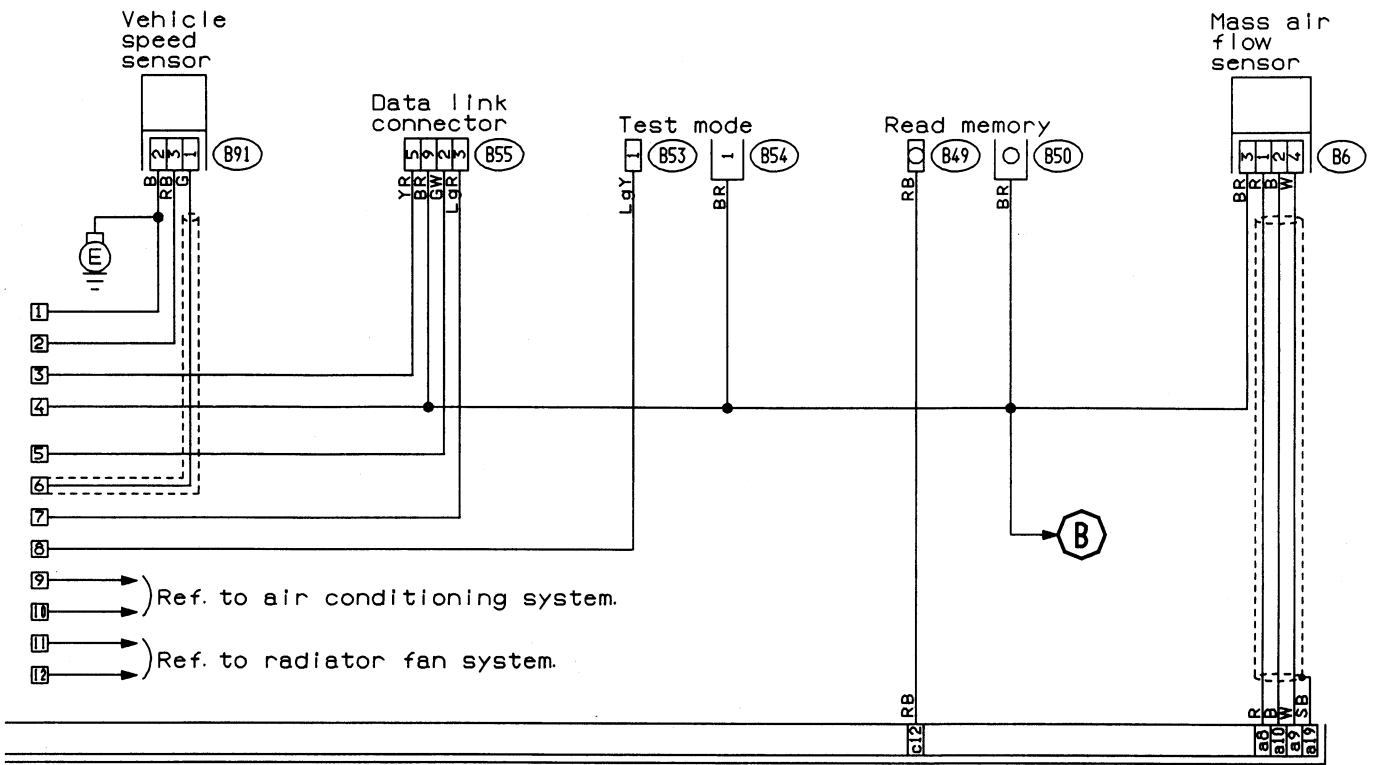 Vehicle
speed
sensor
Mass air
flow
sensor
Data link
connector
Test mode
Read memory
2 3 1
B91
5 9 2 3
B55
1
B53
1
B54
B49
B50
3 1 2 4
B6
B RB G
YR BR GW LgR
LgY
BR
RB
BR
BR R B W
E
1
2
3
4
5
6
7
8
B
9
10
Ref. to air conditioning system.
11
12
Ref. to radiator fan system.
RB
R B W SB
c12
a8 a10 a9 a19